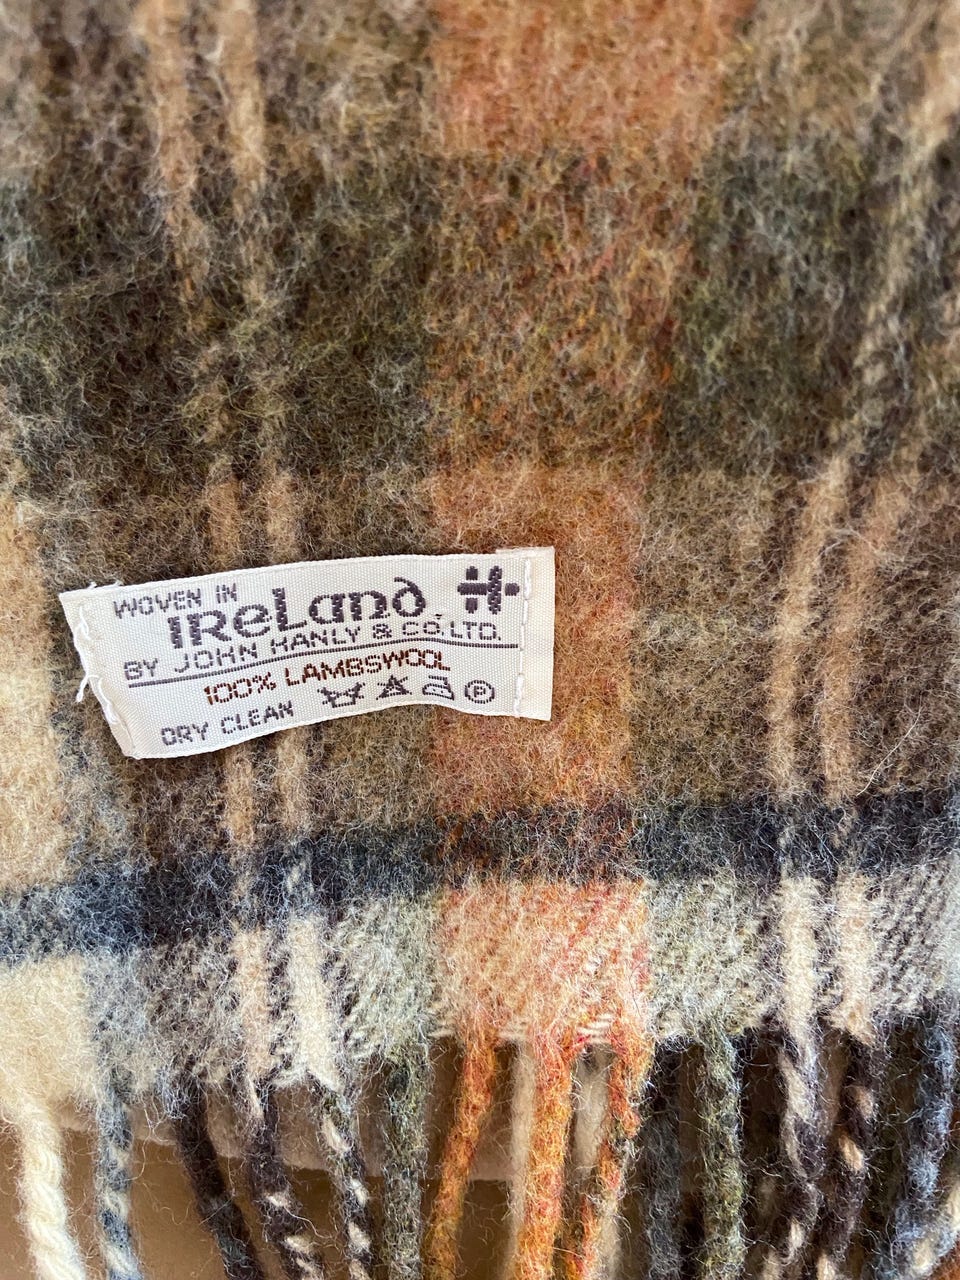 WOVEN IN
IReLand
BY JOHN HANLY & CO. LTD.
100% LAMBSWOOL
DRY CLEAN P